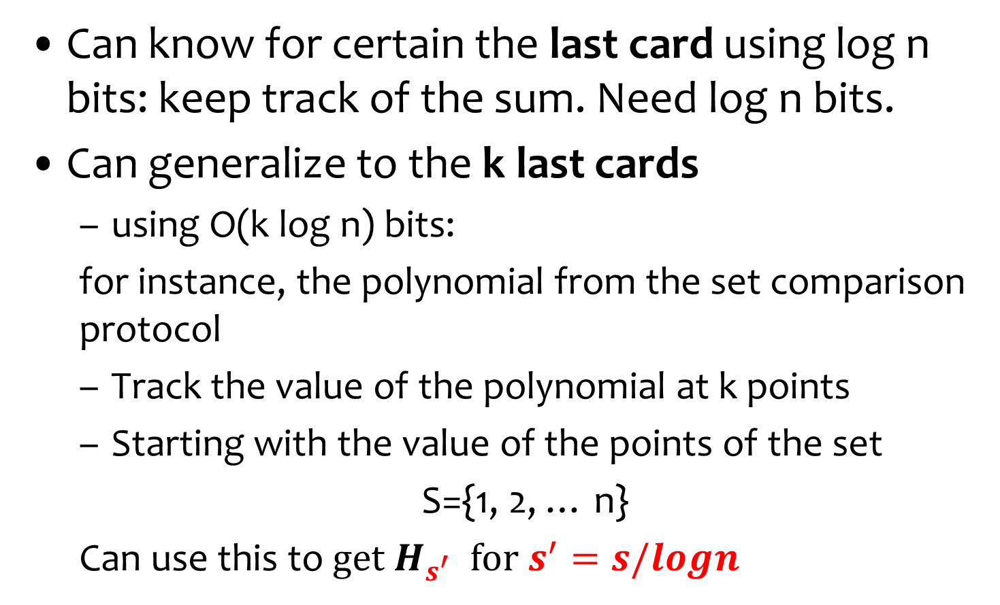 • Can know for certain the last card using log n
bits: keep track of the sum. Need log n bits.
• Can generalize to the k last cards
– using O(k log n) bits:
for instance, the polynomial from the set comparison
protocol
– Track the value of the polynomial at k points
– Starting with the value of the points of the set
S={1, 2, … n}
Can use this to get H_{s′} for s′ = s/logn